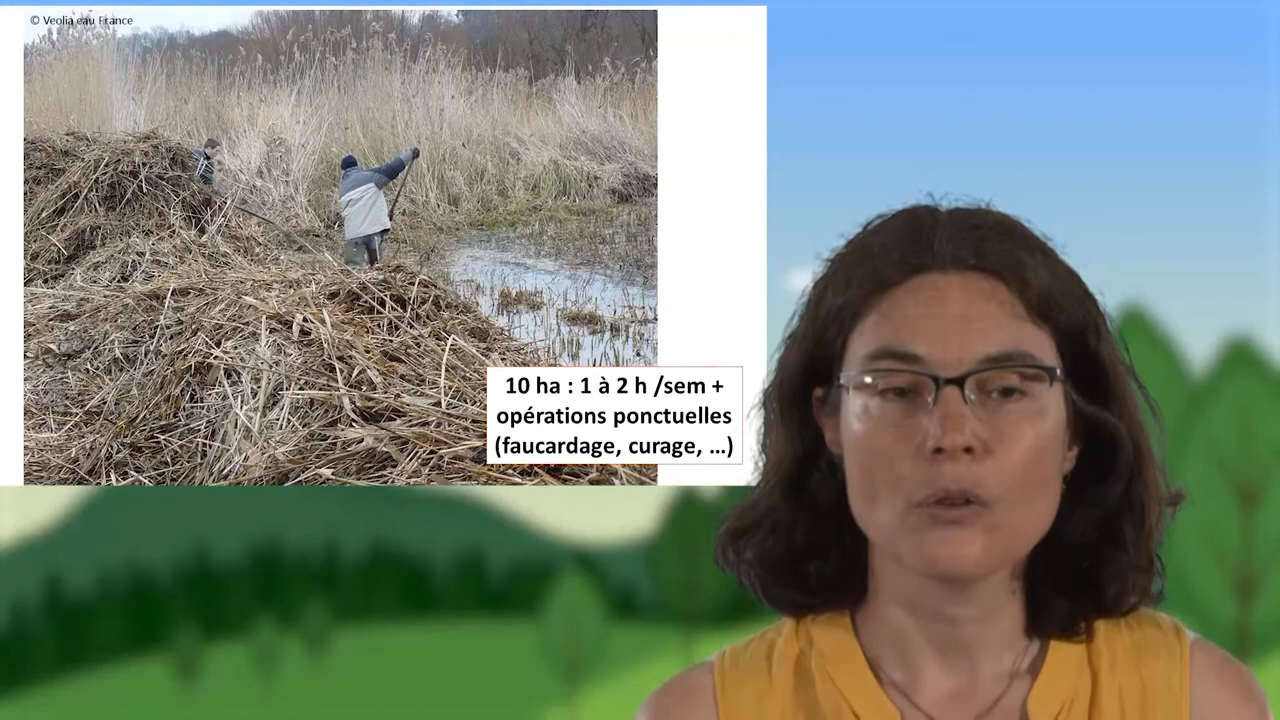 © Veolia eau France
10 ha : 1 à 2 h /sem +
opérations ponctuelles
(faucardage, curage, …)